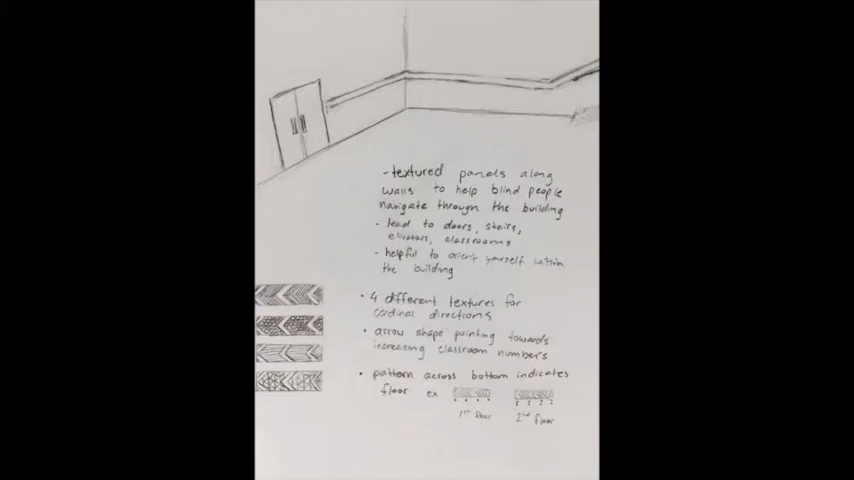 - textured panels along
walls to help blind people
navigate through the building
- lead to doors, stairs,
elevators, classrooms
- helpful to orient yourself within
the building
• 4 different textures for
cardinal directions
• arrow shape pointing towards
increasing classroom numbers
• pattern across bottom indicates
floor ex
1st floor 2nd floor